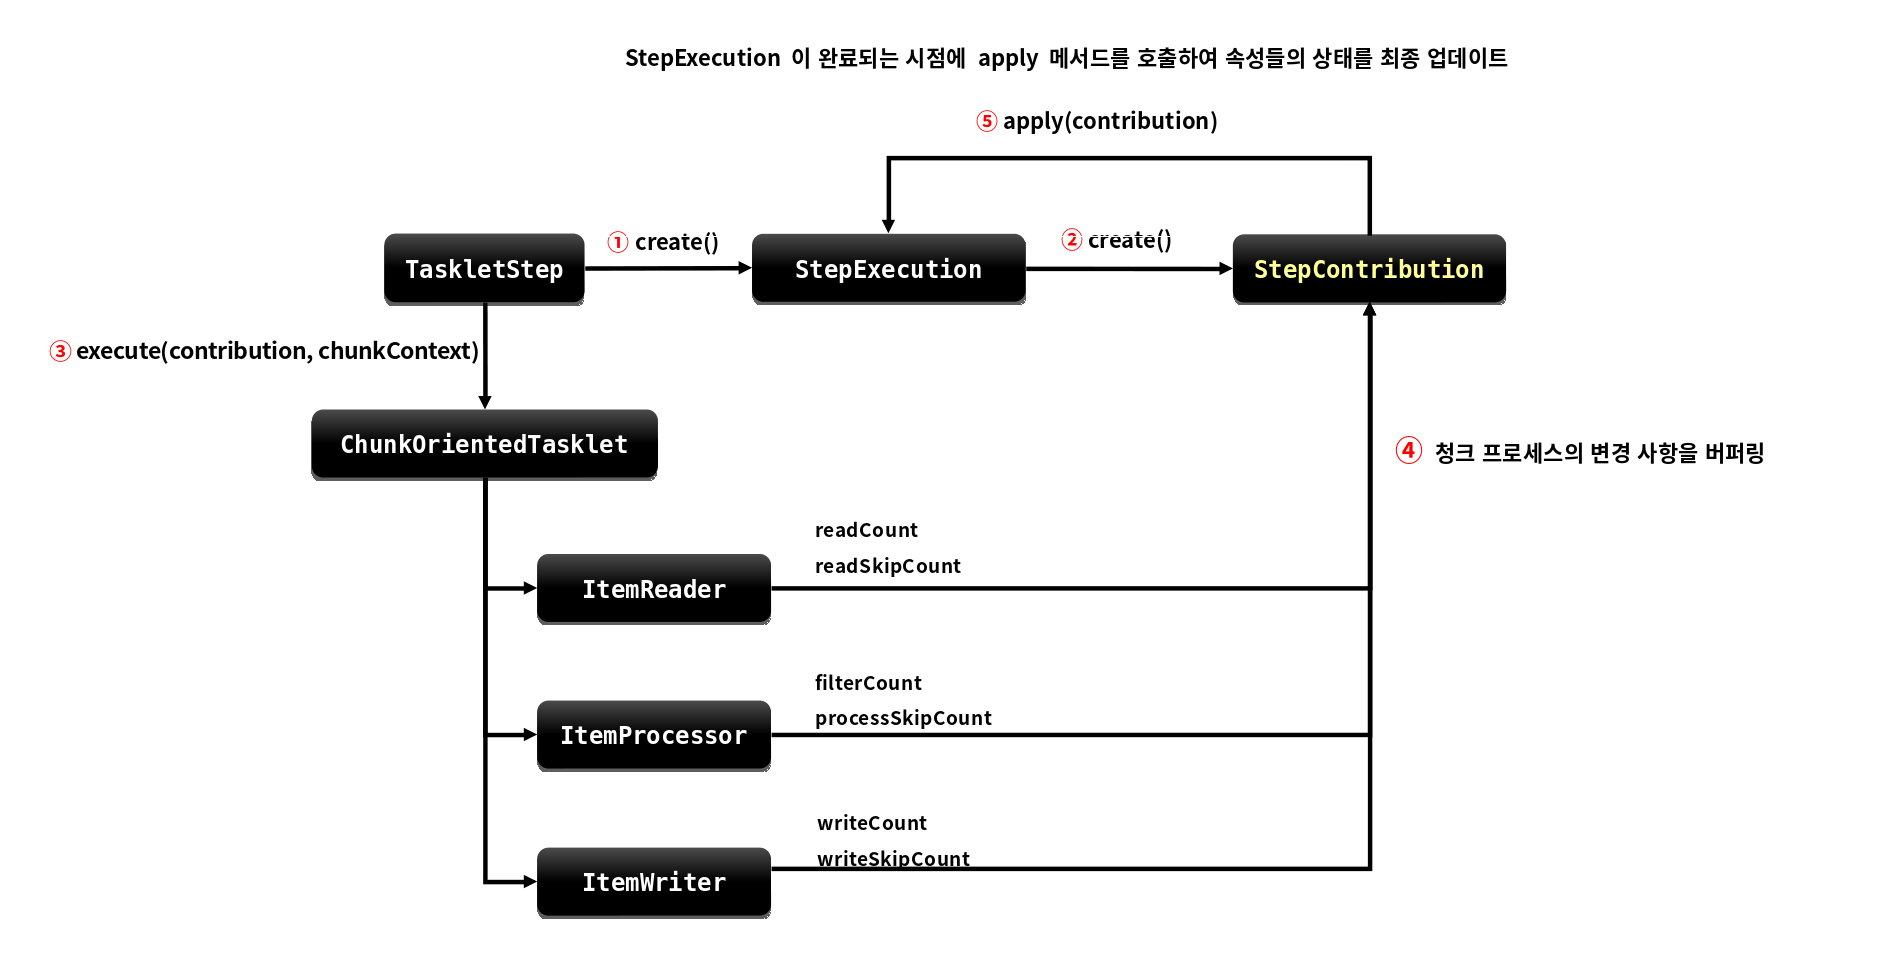 StepExecution 이 완료되는 시점에 apply 메서드를 호출하여 속성들의 상태를 최종 업데이트
⑤ apply(contribution)
① create()
② create()
TaskletStep
StepExecution
StepContribution
③ execute(contribution, chunkContext)
ChunkOrientedTasklet
④ 청크 프로세스의 변경 사항을 버퍼링
readCount
readSkipCount
ItemReader
filterCount
processSkipCount
ItemProcessor
writeCount
writeSkipCount
ItemWriter